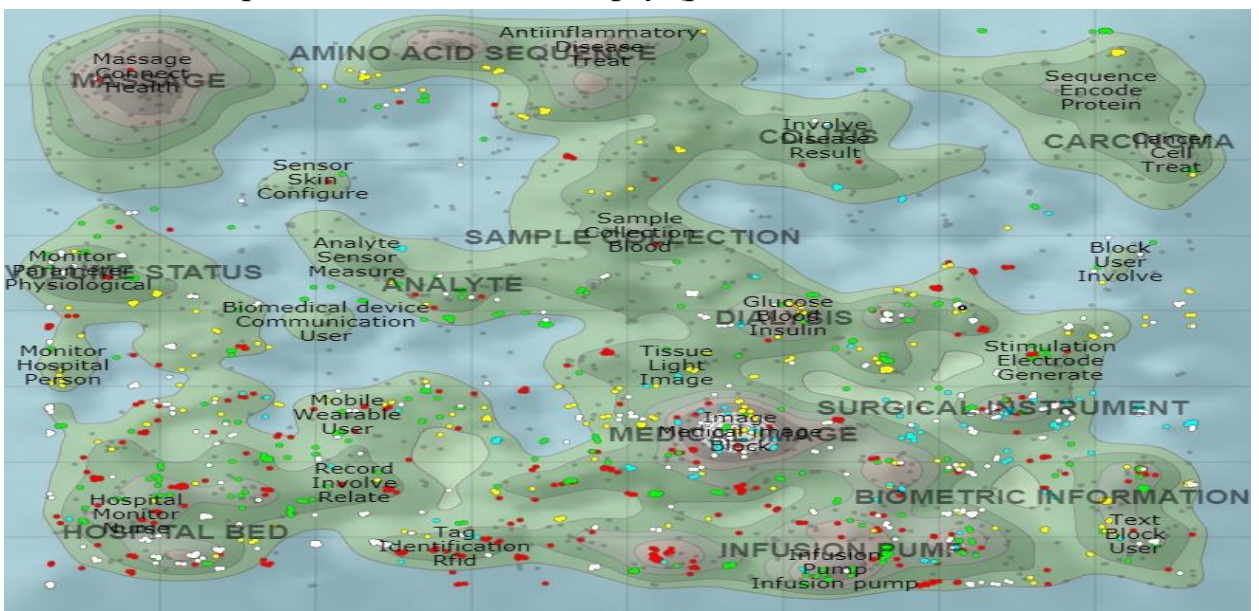 Massage
Connect
Health
MASSAGE
AMINO ACID SEQUENCE
Antiinflammatory
Disease
Treat
Sequence
Encode
Protein
Involve
Disease
Result
CARCINOMA
Cancer
Cell
Treat
Sensor
Skin
Configure
Sample
Collection
Blood
SAMPLE COLLECTION
Analyte
Sensor
Measure
ANALYTE
Monitor
Parameter
Physiological
STATUS
Block
User
Involve
Biomedical device
Communication
User
Glucose
Blood
Insulin
DIALYSIS
Monitor
Hospital
Person
Tissue
Light
Image
Stimulation
Electrode
Generate
Mobile
Wearable
User
SURGICAL INSTRUMENT
Image
Medical image
Block
MEDICAL IMAGE
Record
Involve
Relate
BIOMETRIC INFORMATION
Hospital
Monitor
Nurse
HOSPITAL BED
Text
Block
User
Tag
Identification
Rfid
INFUSION PUMP
Infusion
Pump
Infusion pump